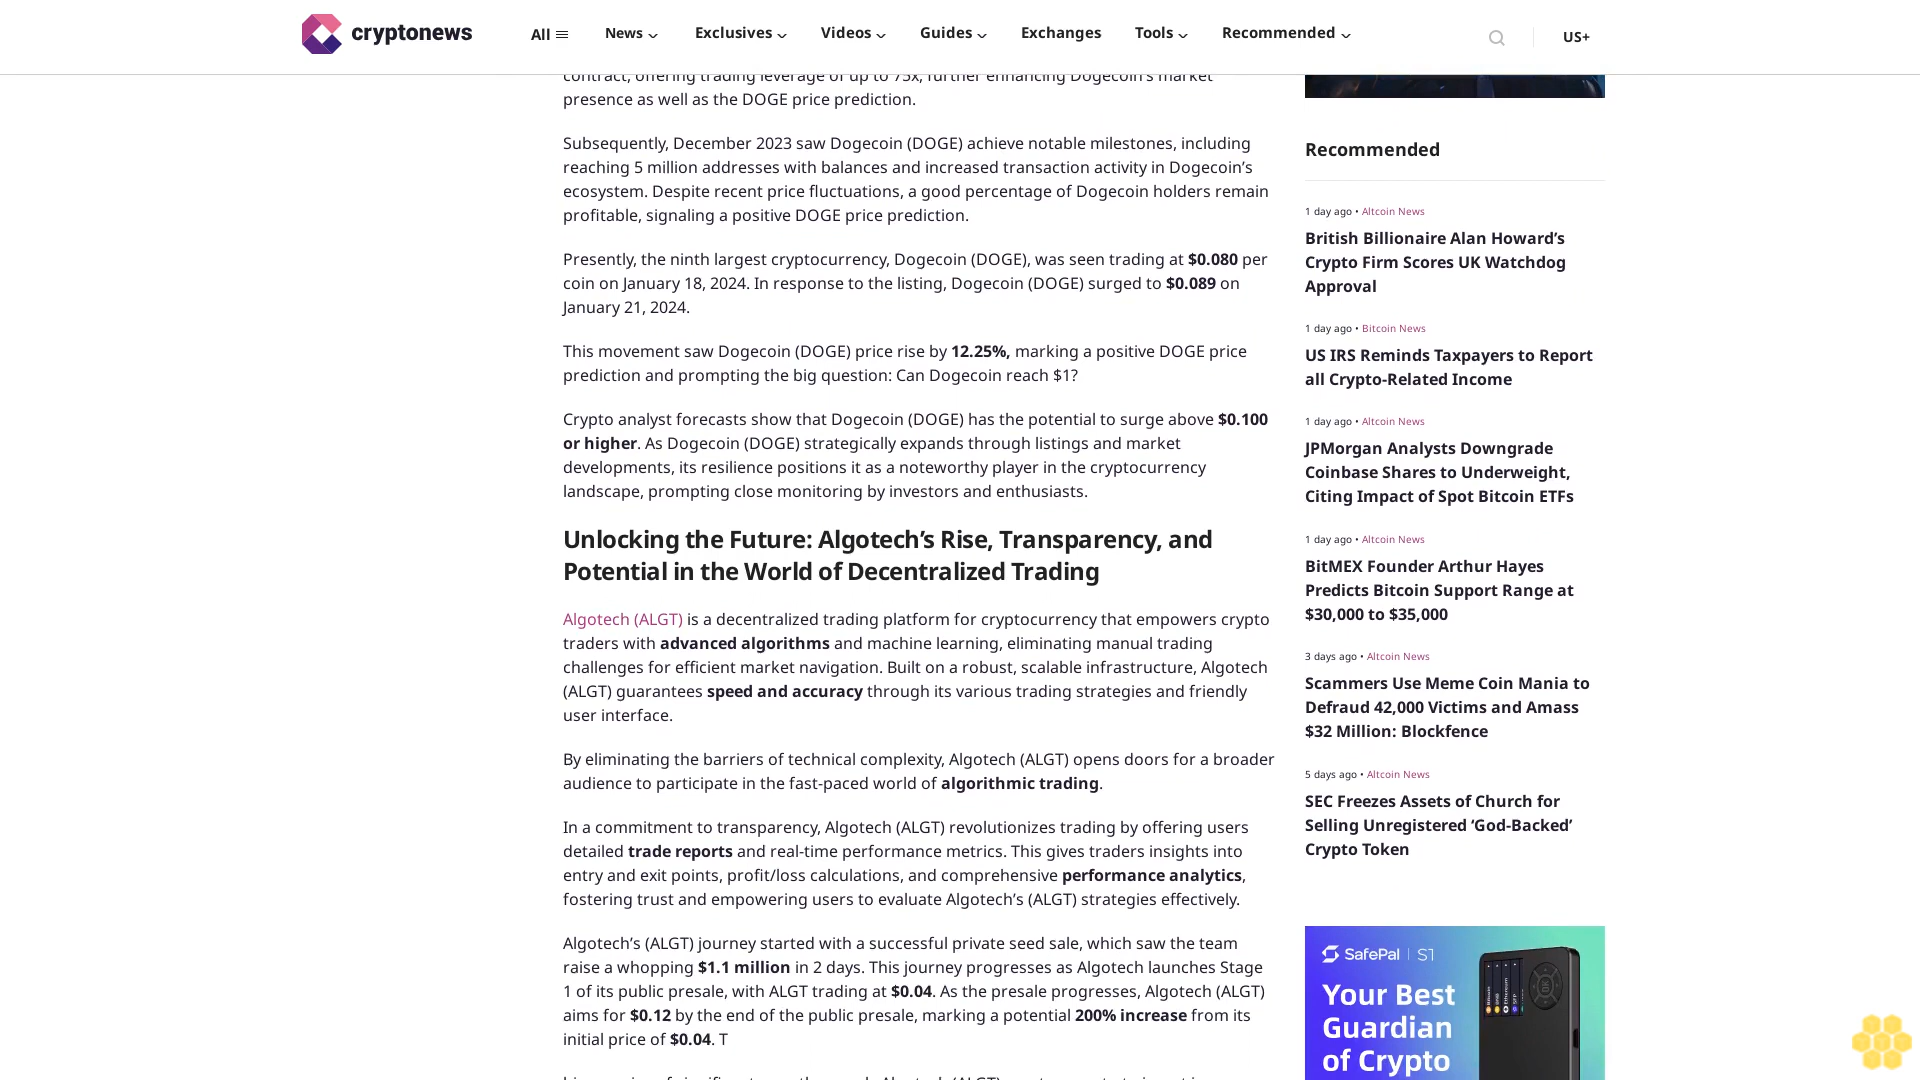 cryptonews
All
News
Exclusives
Videos
Guides
Exchanges
Tools
Recommended
US+
contract, offering trading leverage of up to 75x, further enhancing Dogecoin’s market
presence as well as the DOGE price prediction.
Subsequently, December 2023 saw Dogecoin (DOGE) achieve notable milestones, including
reaching 5 million addresses with balances and increased transaction activity in Dogecoin’s
ecosystem. Despite recent price fluctuations, a good percentage of Dogecoin holders remain
profitable, signaling a positive DOGE price prediction.
Presently, the ninth largest cryptocurrency, Dogecoin (DOGE), was seen trading at $0.080 per
coin on January 18, 2024. In response to the listing, Dogecoin (DOGE) surged to $0.089 on
January 21, 2024.
This movement saw Dogecoin (DOGE) price rise by 12.25%, marking a positive DOGE price
prediction and prompting the big question: Can Dogecoin reach $1?
Crypto analyst forecasts show that Dogecoin (DOGE) has the potential to surge above $0.100
or higher. As Dogecoin (DOGE) strategically expands through listings and market
developments, its resilience positions it as a noteworthy player in the cryptocurrency
landscape, prompting close monitoring by investors and enthusiasts.
Unlocking the Future: Algotech’s Rise, Transparency, and
Potential in the World of Decentralized Trading
Algotech (ALGT) is a decentralized trading platform for cryptocurrency that empowers crypto
traders with advanced algorithms and machine learning, eliminating manual trading
challenges for efficient market navigation. Built on a robust, scalable infrastructure, Algotech
(ALGT) guarantees speed and accuracy through its various trading strategies and friendly
user interface.
By eliminating the barriers of technical complexity, Algotech (ALGT) opens doors for a broader
audience to participate in the fast-paced world of algorithmic trading.
In a commitment to transparency, Algotech (ALGT) revolutionizes trading by offering users
detailed trade reports and real-time performance metrics. This gives traders insights into
entry and exit points, profit/loss calculations, and comprehensive performance analytics,
fostering trust and empowering users to evaluate Algotech’s (ALGT) strategies effectively.
Algotech’s (ALGT) journey started with a successful private seed sale, which saw the team
raise a whopping $1.1 million in 2 days. This journey progresses as Algotech launches Stage
1 of its public presale, with ALGT trading at $0.04. As the presale progresses, Algotech (ALGT)
aims for $0.12 by the end of the public presale, marking a potential 200% increase from its
initial price of $0.04. T
Recommended
1 day ago • Altcoin News
British Billionaire Alan Howard’s
Crypto Firm Scores UK Watchdog
Approval
1 day ago • Bitcoin News
US IRS Reminds Taxpayers to Report
all Crypto-Related Income
1 day ago • Altcoin News
JPMorgan Analysts Downgrade
Coinbase Shares to Underweight,
Citing Impact of Spot Bitcoin ETFs
1 day ago • Altcoin News
BitMEX Founder Arthur Hayes
Predicts Bitcoin Support Range at
$30,000 to $35,000
3 days ago • Altcoin News
Scammers Use Meme Coin Mania to
Defraud 42,000 Victims and Amass
$32 Million: Blockfence
5 days ago • Altcoin News
SEC Freezes Assets of Church for
Selling Unregistered ‘God-Backed’
Crypto Token
SafePal | S1
Your Best
Guardian
of Crypto